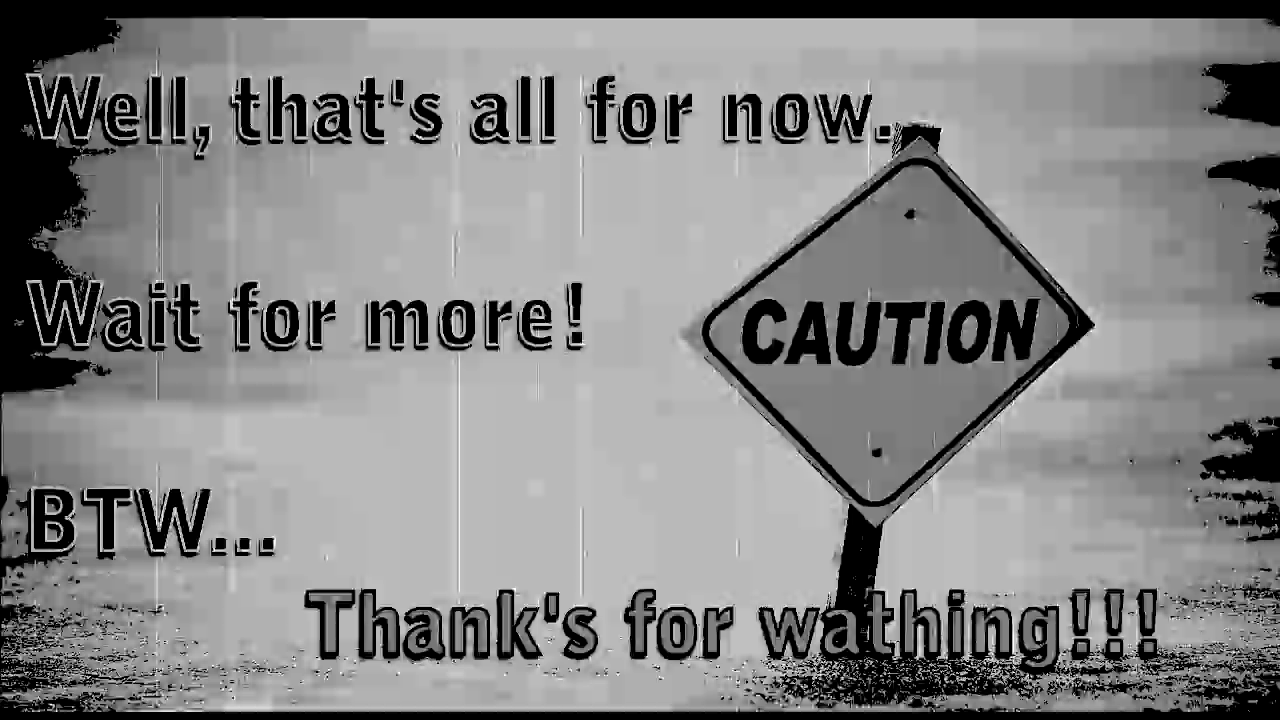 Well, that's all for now.
Wait for more!
CAUTION
BTW...
Thank's for wathing!!!